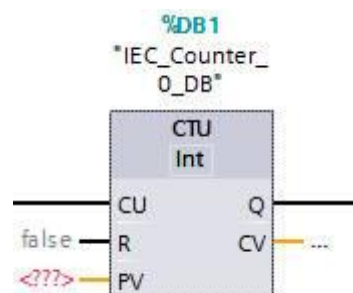 %DB1
"IEC_Counter_
0_DB"
CTU
Int
CU Q
false R CV ...
<???> PV